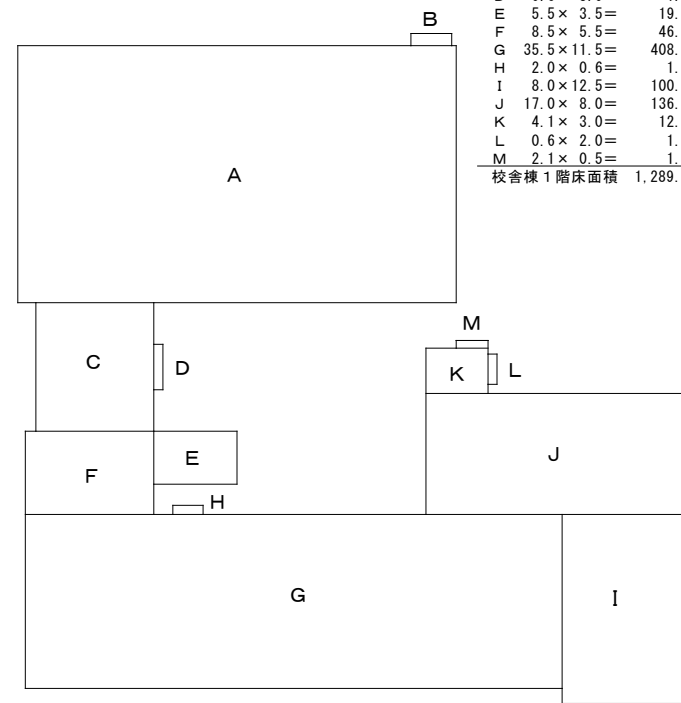 E 5.5× 3.5＝ 19.
F 8.5× 5.5＝ 46.
G 35.5×11.5＝ 408.
H 2.0× 0.6＝ 1.
I 8.0×12.5＝ 100.
J 17.0× 8.0＝ 136.
K 4.1× 3.0＝ 12.
L 0.6× 2.0＝ 1.
M 2.1× 0.5＝ 1.
校舎棟１階床面積 1,289.
B
A
M
C
D
K
L
E
J
F
H
G
I